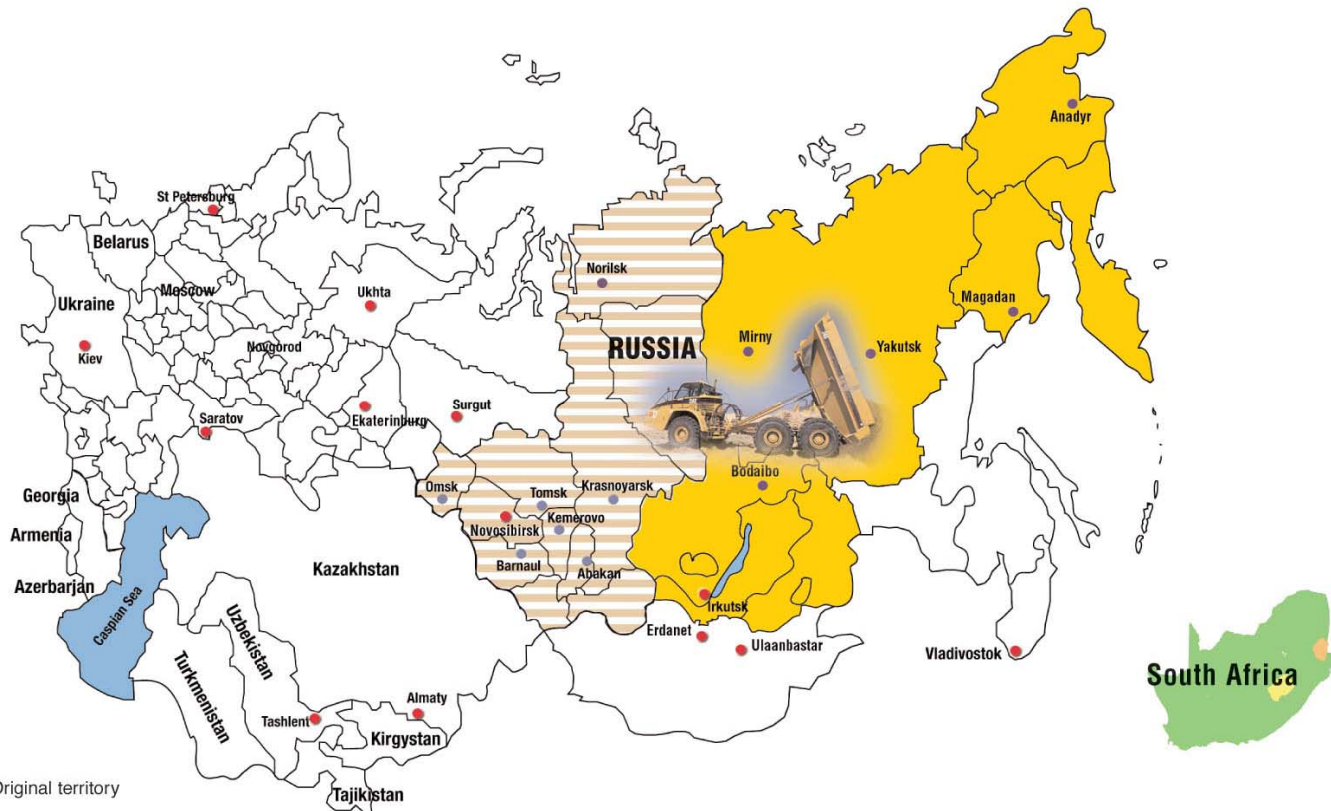 Anadyr
St Petersburg
Belarus
Norilsk
Ukraine
Moscow
Ukhta
Magadan
Mirny
RUSSIA
Yakutsk
Novgorod
Kiev
Saratov
Ekaterinburg
Surgut
Bodaibo
Omsk
Tomsk
Krasnoyarsk
Georgia
Novosibirsk
Kemerovo
Armenia
Barnaul
Abakan
Kazakhstan
Azerbarjan
Caspian Sea
Irkutsk
Erdanet
Ulaanbastar
Vladivostok
South Africa
Uzbekistan
Turkmenistan
Almaty
Tashlent
Kirgystan
Original territory
Tajikistan